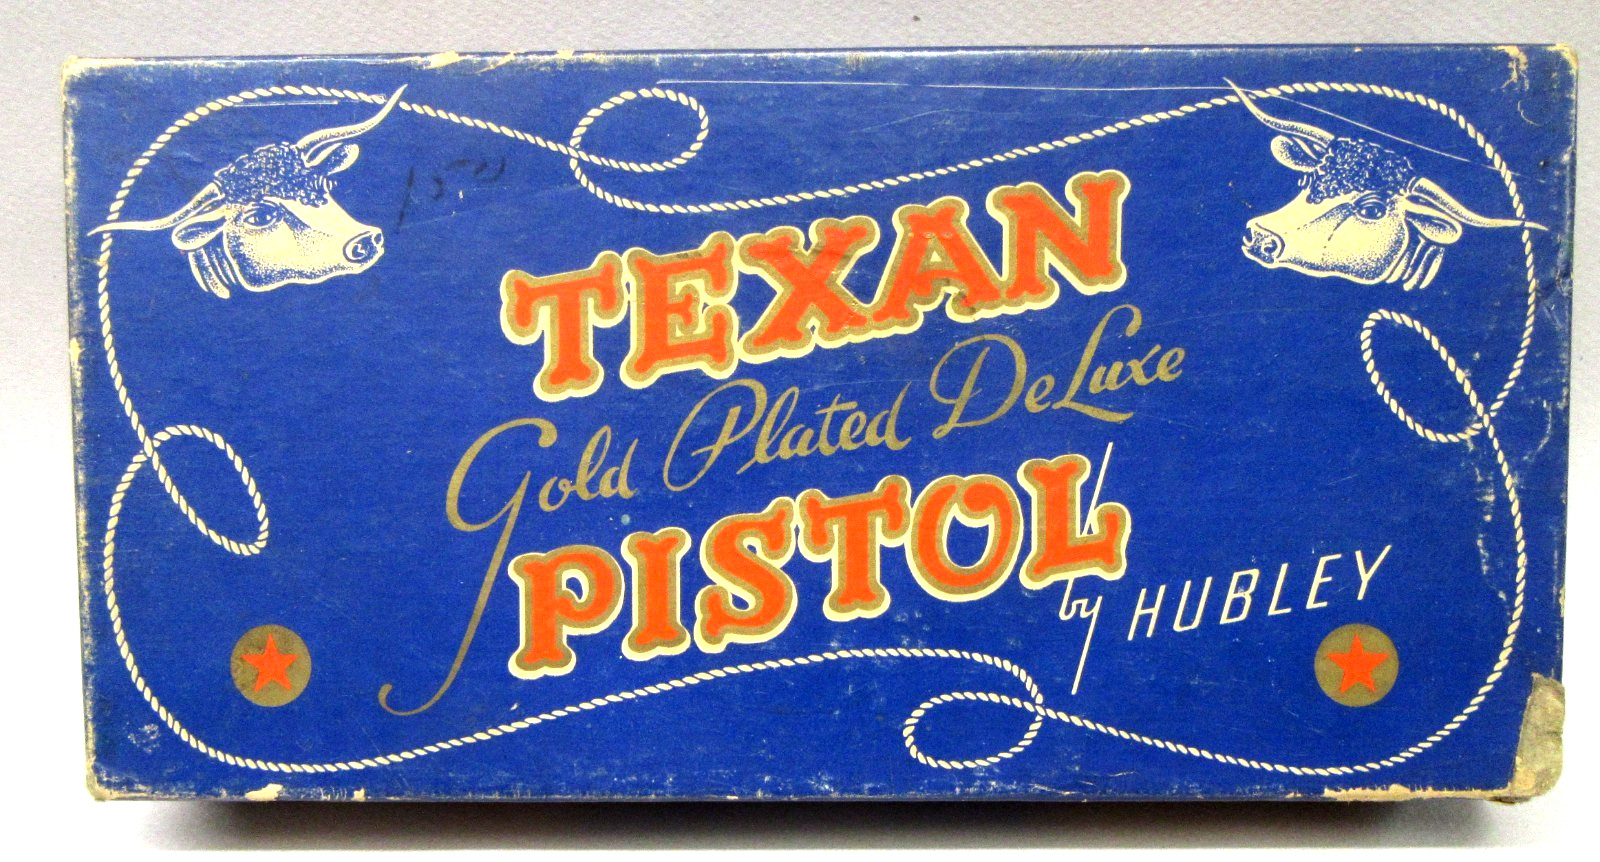 TEXAN
Gold Plated DeLuxe
PISTOL
by HUBLEY